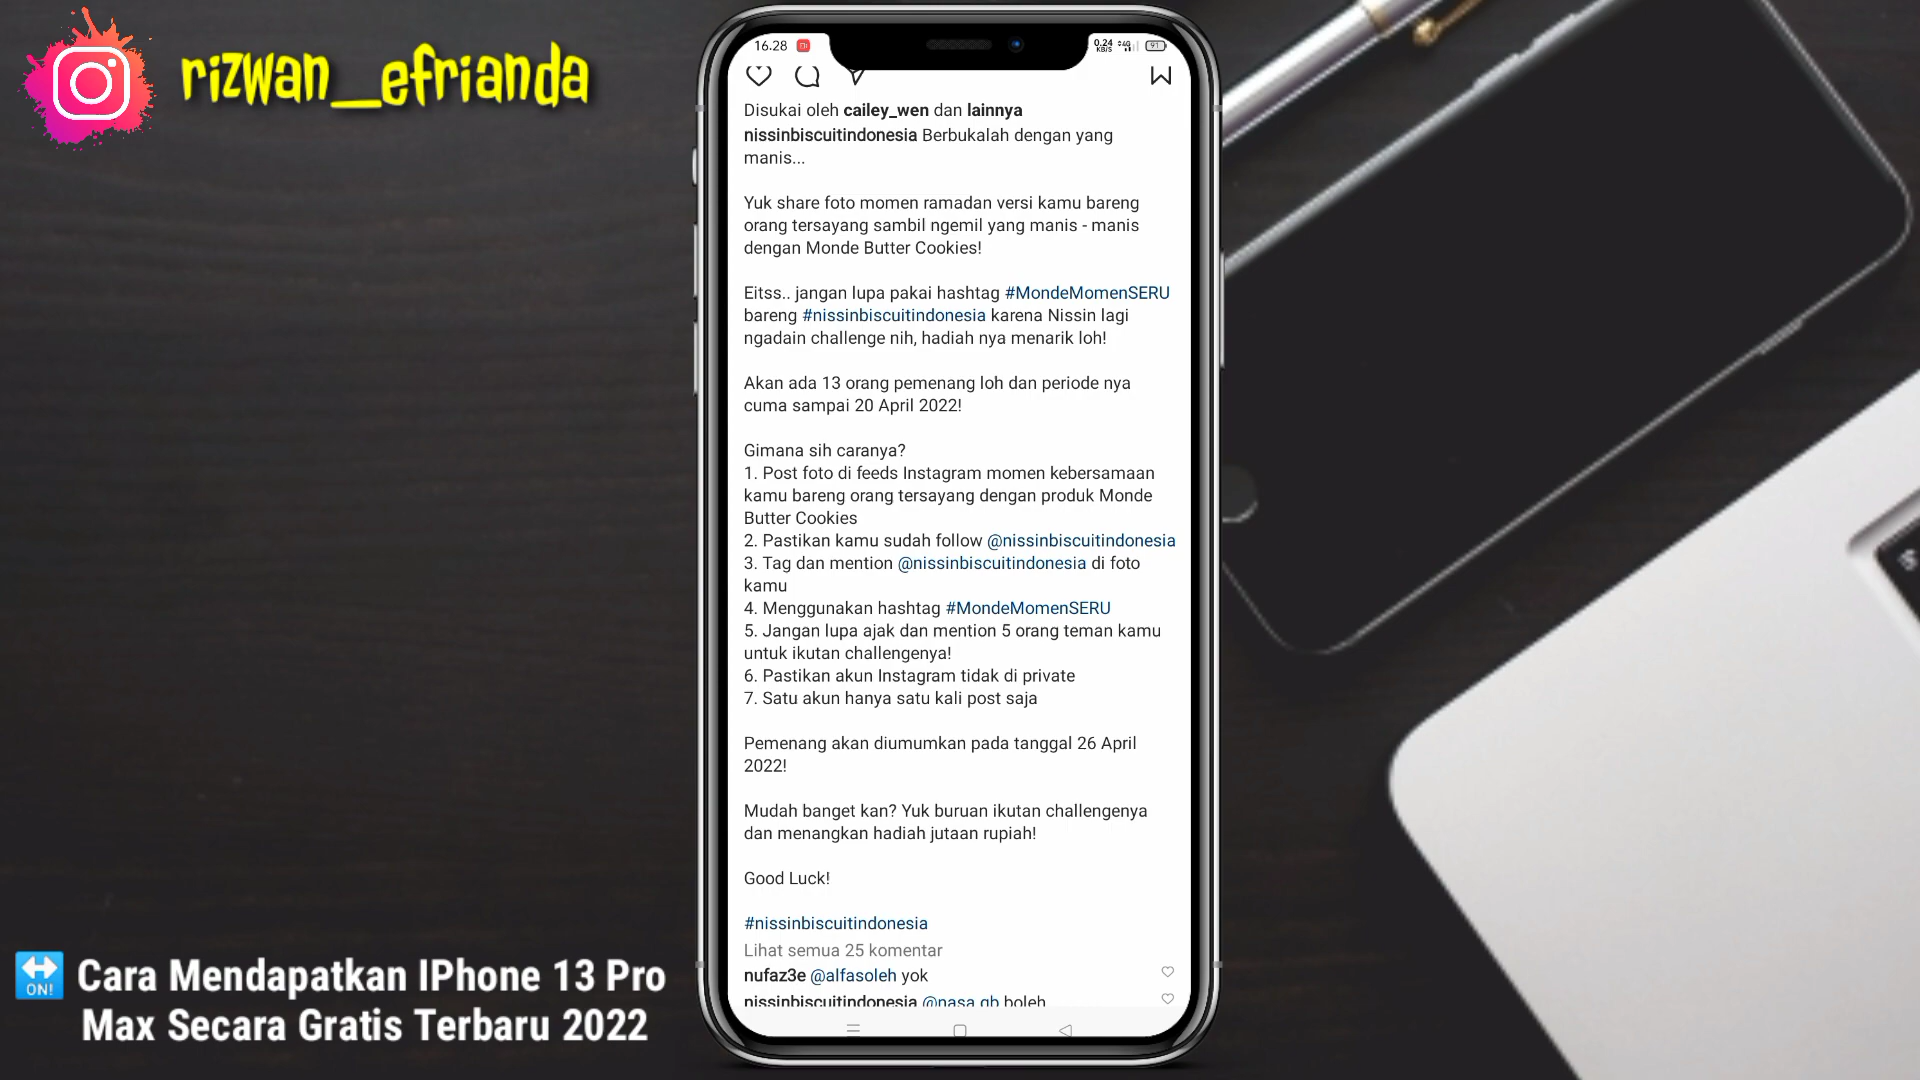 rizwan__efrianda
16.28
0.24
KB/S
4G
91
Disukai oleh cailey_wen dan lainnya
nissinbiscuitindonesia Berbukalah dengan yang
manis...
Yuk share foto momen ramadan versi kamu bareng
orang tersayang sambil ngemil yang manis - manis
dengan Monde Butter Cookies!
Eitss.. jangan lupa pakai hashtag #MondeMomenSERU
bareng #nissinbiscuitindonesia karena Nissin lagi
ngadain challenge nih, hadiah nya menarik loh!
Akan ada 13 orang pemenang loh dan periode nya
cuma sampai 20 April 2022!
Gimana sih caranya?
1. Post foto di feeds Instagram momen kebersamaan
kamu bareng orang tersayang dengan produk Monde
Butter Cookies
2. Pastikan kamu sudah follow @nissinbiscuitindonesia
3. Tag dan mention @nissinbiscuitindonesia di foto
kamu
4. Menggunakan hashtag #MondeMomenSERU
5. Jangan lupa ajak dan mention 5 orang teman kamu
untuk ikutan challengenya!
6. Pastikan akun Instagram tidak di private
7. Satu akun hanya satu kali post saja
Pemenang akan diumumkan pada tanggal 26 April
2022!
Mudah banget kan? Yuk buruan ikutan challengenya
dan menangkan hadiah jutaan rupiah!
Good Luck!
#nissinbiscuitindonesia
Lihat semua 25 komentar
nufaz3e @alfasoleh yok
nissinbiscuitindonesia @nasa.gb boleh
ON!
Cara Mendapatkan IPhone 13 Pro
Max Secara Gratis Terbaru 2022